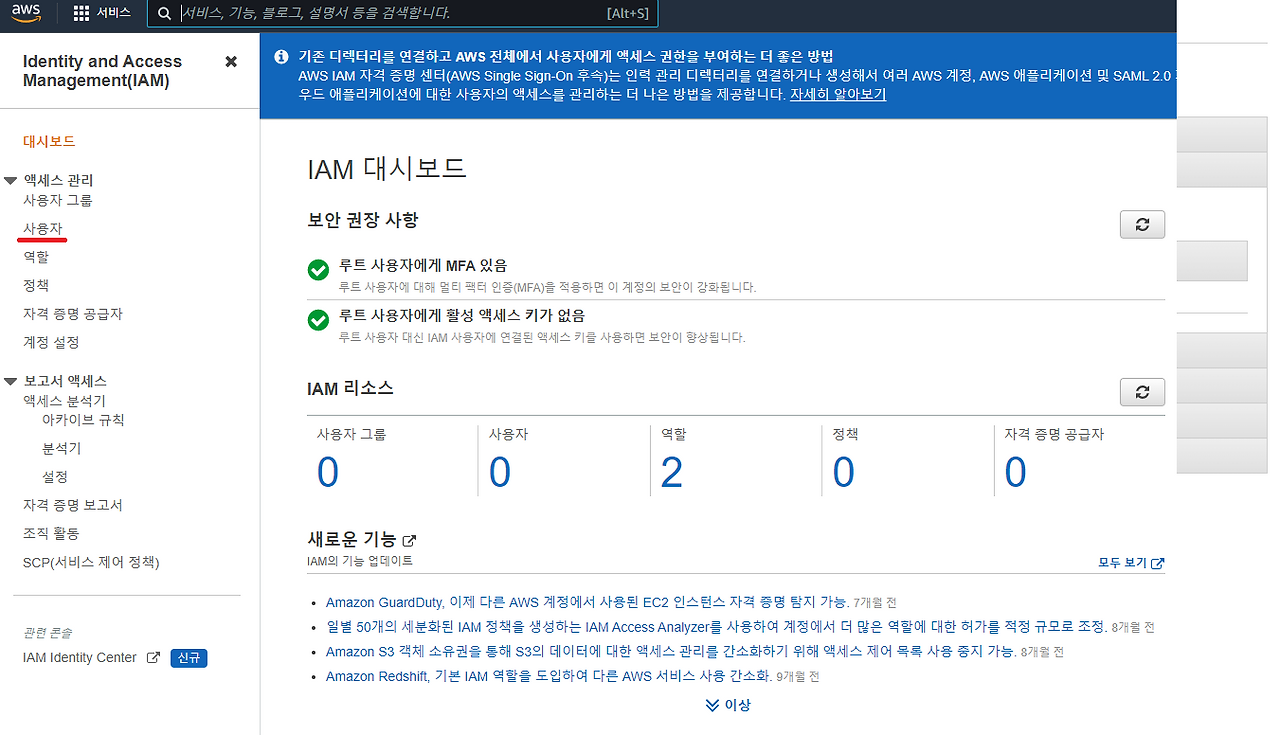 aws
서비스
서비스, 기능, 블로그, 설명서 등을 검색합니다.
[Alt+S]
Identity and Access
Management(IAM)
대시보드
액세스 관리
사용자 그룹
사용자
역할
정책
자격 증명 공급자
계정 설정
보고서 액세스
액세스 분석기
아카이브 규칙
분석기
설정
자격 증명 보고서
조직 활동
SCP(서비스 제어 정책)
관련 콘솔
IAM Identity Center
신규
기존 디렉터리를 연결하고 AWS 전체에서 사용자에게 액세스 권한을 부여하는 더 좋은 방법
AWS IAM 자격 증명 센터(AWS Single Sign-On 후속)는 인력 관리 디렉터리를 연결하거나 생성해서 여러 AWS 계정, AWS 애플리케이션 및 SAML 2.0
우드 애플리케이션에 대한 사용자의 액세스를 관리하는 더 나은 방법을 제공합니다. 자세히 알아보기
IAM 대시보드
보안 권장 사항
루트 사용자에게 MFA 있음
루트 사용자에 대해 멀티 팩터 인증(MFA)을 적용하면 이 계정의 보안이 강화됩니다.
루트 사용자에게 활성 액세스 키가 없음
루트 사용자 대신 IAM 사용자에 연결된 액세스 키를 사용하면 보안이 향상됩니다.
IAM 리소스
사용자 그룹
0
사용자
0
역할
2
정책
0
자격 증명 공급자
0
새로운 기능
IAM의 기능 업데이트
모두 보기
Amazon GuardDuty, 이제 다른 AWS 계정에서 사용된 EC2 인스턴스 자격 증명 탐지 가능. 7개월 전
일별 50개의 세분화된 IAM 정책을 생성하는 IAM Access Analyzer를 사용하여 계정에서 더 많은 역할에 대한 허가를 적정 규모로 조정. 8개월 전
Amazon S3 객체 소유권을 통해 S3의 데이터에 대한 액세스 관리를 간소화하기 위해 액세스 제어 목록 사용 중지 가능. 8개월 전
Amazon Redshift, 기본 IAM 역할을 도입하여 다른 AWS 서비스 사용 간소화. 9개월 전
이상